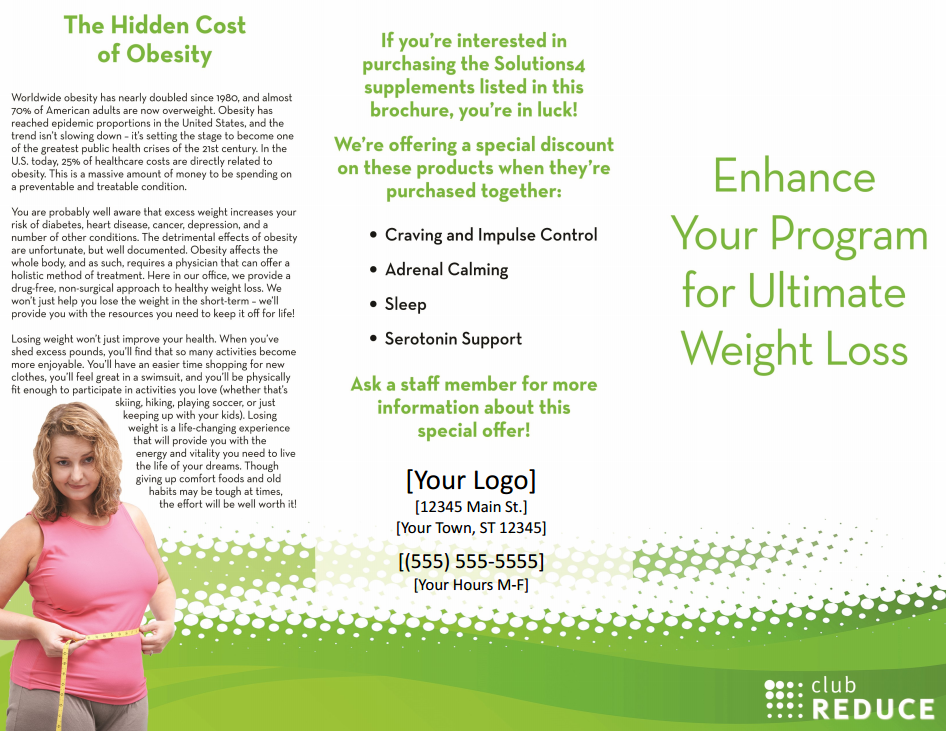 The Hidden Cost
of Obesity
Worldwide obesity has nearly doubled since 1980, and almost
70% of American adults are now overweight. Obesity has
reached epidemic proportions in the United States, and the
trend isn't slowing down – it's setting the stage to become one
of the greatest public health crises of the 21st century. In the
U.S. today, 25% of healthcare costs are directly related to
obesity. This is a massive amount of money to be spending on
a preventable and treatable condition.
You are probably well aware that excess weight increases your
risk of diabetes, heart disease, cancer, depression, and a
number of other conditions. The detrimental effects of obesity
are unfortunate, but well documented. Obesity affects the
whole body, and as such, requires a physician that can offer a
holistic method of treatment. Here in our office, we provide a
drug-free, non-surgical approach to healthy weight loss. We
won't just help you lose the weight in the short-term – we'll
provide you with the resources you need to keep it off for life!
Losing weight won't just improve your health. When you've
shed excess pounds, you'll find that so many activities become
more enjoyable. You'll have an easier time shopping for new
clothes, you'll feel great in a swimsuit, and you'll be physically
fit enough to participate in activities you love (whether that's
skiing, hiking, playing soccer, or just
keeping up with your kids). Losing
weight is a life-changing experience
that will provide you with the
energy and vitality you need to live
the life of your dreams. Though
giving up comfort foods and old
habits may be tough at times,
the effort will be well worth it!
If you're interested in
purchasing the Solutions4
supplements listed in this
brochure, you're in luck!
We're offering a special discount
on these products when they're
purchased together:
• Craving and Impulse Control
• Adrenal Calming
• Sleep
• Serotonin Support
Ask a staff member for more
information about this
special offer!
[Your Logo]
[12345 Main St.]
[Your Town, ST 12345]
[(555) 555-5555]
[Your Hours M-F]
Enhance
Your Program
for Ultimate
Weight Loss
club
REDUCE